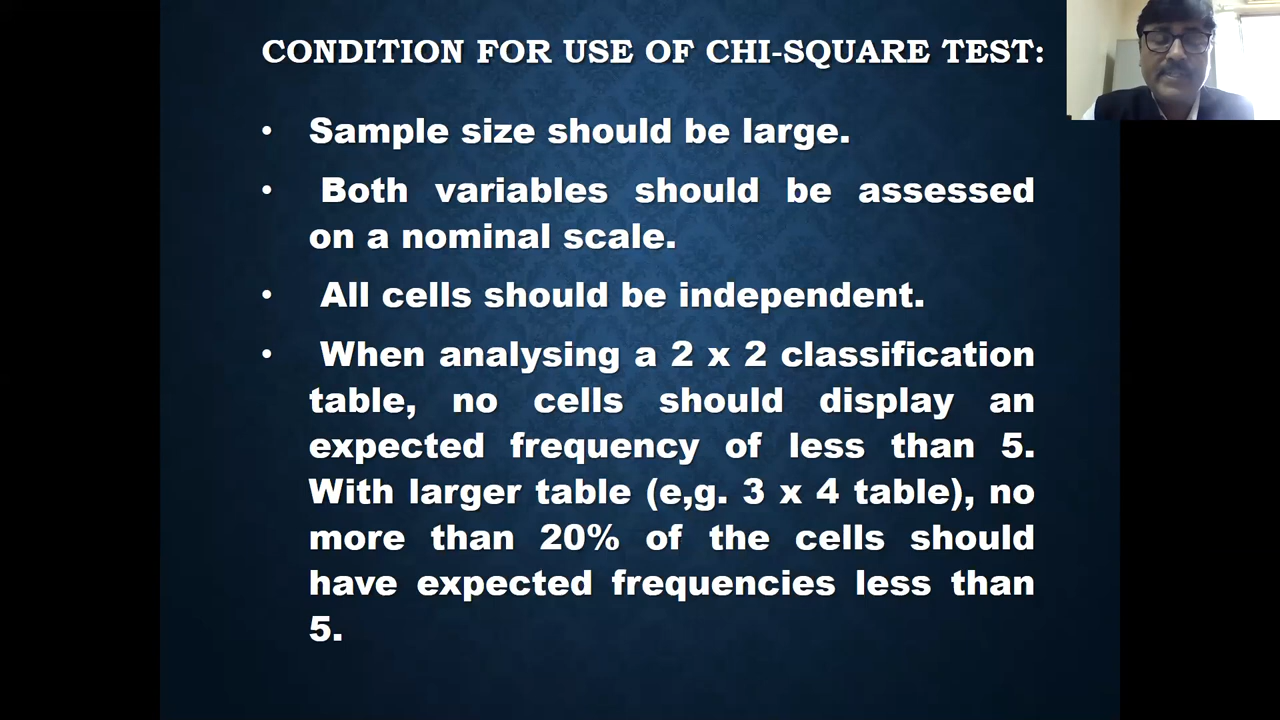 CONDITION FOR USE OF CHI-SQUARE TEST:
• Sample size should be large.
• Both variables should be assessed
on a nominal scale.
• All cells should be independent.
• When analysing a 2 x 2 classification
table, no cells should display an
expected frequency of less than 5.
With larger table (e,g. 3 x 4 table), no
more than 20% of the cells should
have expected frequencies less than
5.